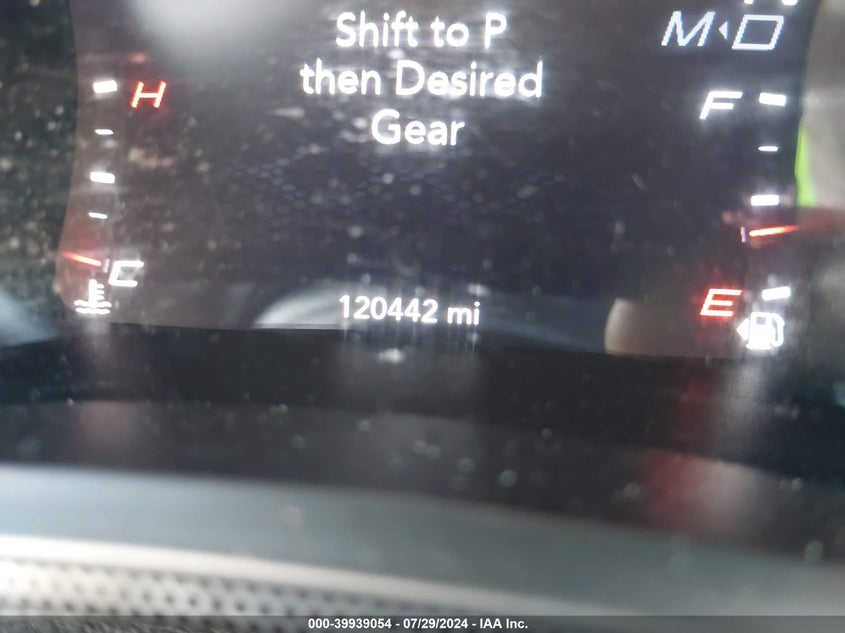 Shift to P
then Desired
Gear
M D
H
F
C
E
120442 mi
000-39939054 - 07/29/2024 - IAA Inc.